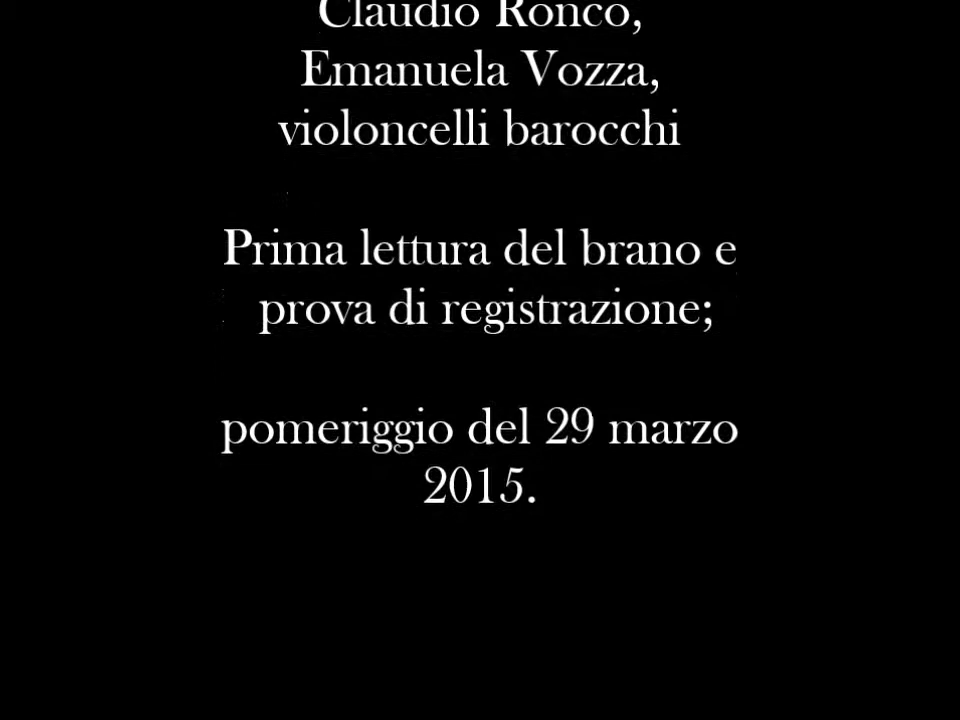 Claudio Ronco,
Emanuela Vozza,
violoncelli barocchi
Prima lettura del brano e
prova di registrazione;
pomeriggio del 29 marzo
2015.